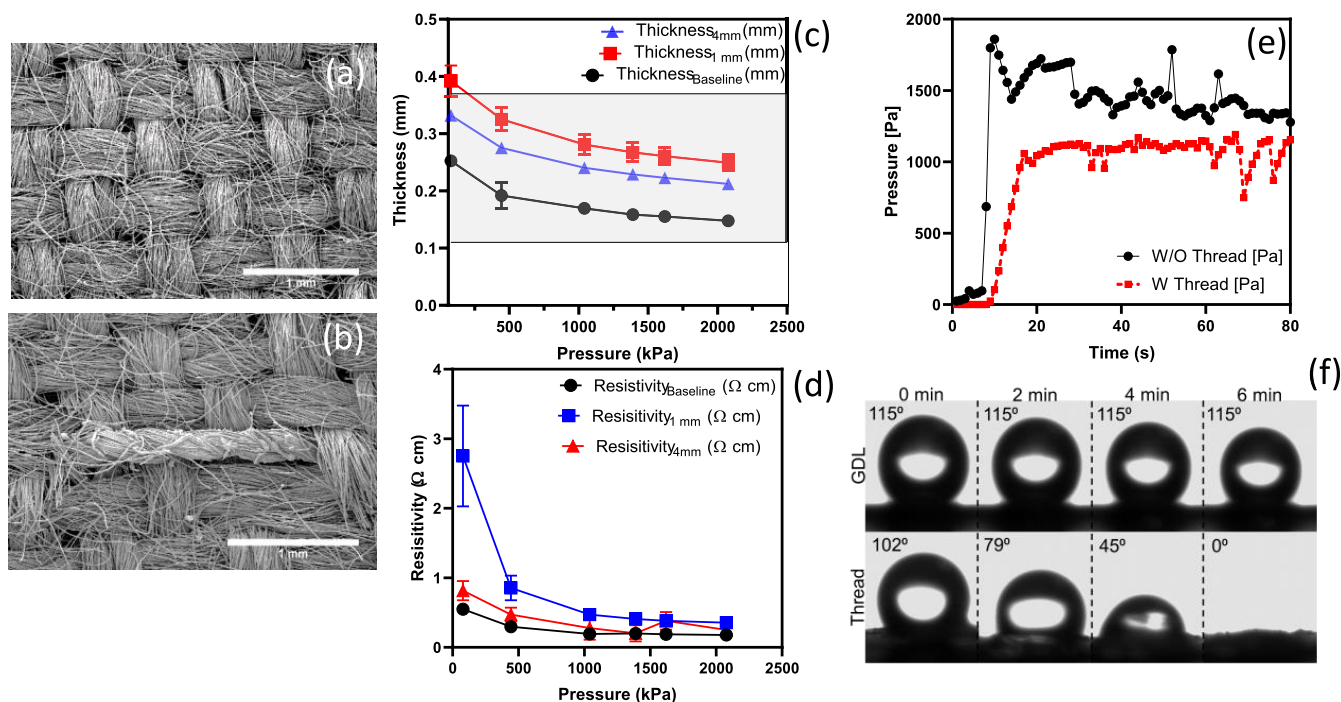 (a)
1 mm
(b)
1 mm
(c)
0.5
0.4
0.3
0.2
0.1
0.0
Thickness (mm)
Thickness4mm (mm)
Thickness1 mm (mm)
ThicknessBaseline (mm)
500
1000
1500
2000
2500
Pressure (kPa)
(d)
4
3
2
1
0
Resisitivity (Ω cm)
ResistivityBaseline (Ω cm)
Resisitivity1 mm (Ω cm)
Resisitivity4mm (Ω cm)
0
500
1000
1500
2000
2500
Pressure (kPa)
(e)
2000
1500
1000
500
0
Pressure [Pa]
W/O Thread [Pa]
W Thread [Pa]
0
20
40
60
80
Time (s)
(f)
0 min
2 min
4 min
6 min
GDL
115º
115º
115º
115º
Thread
102º
79º
45º
0º